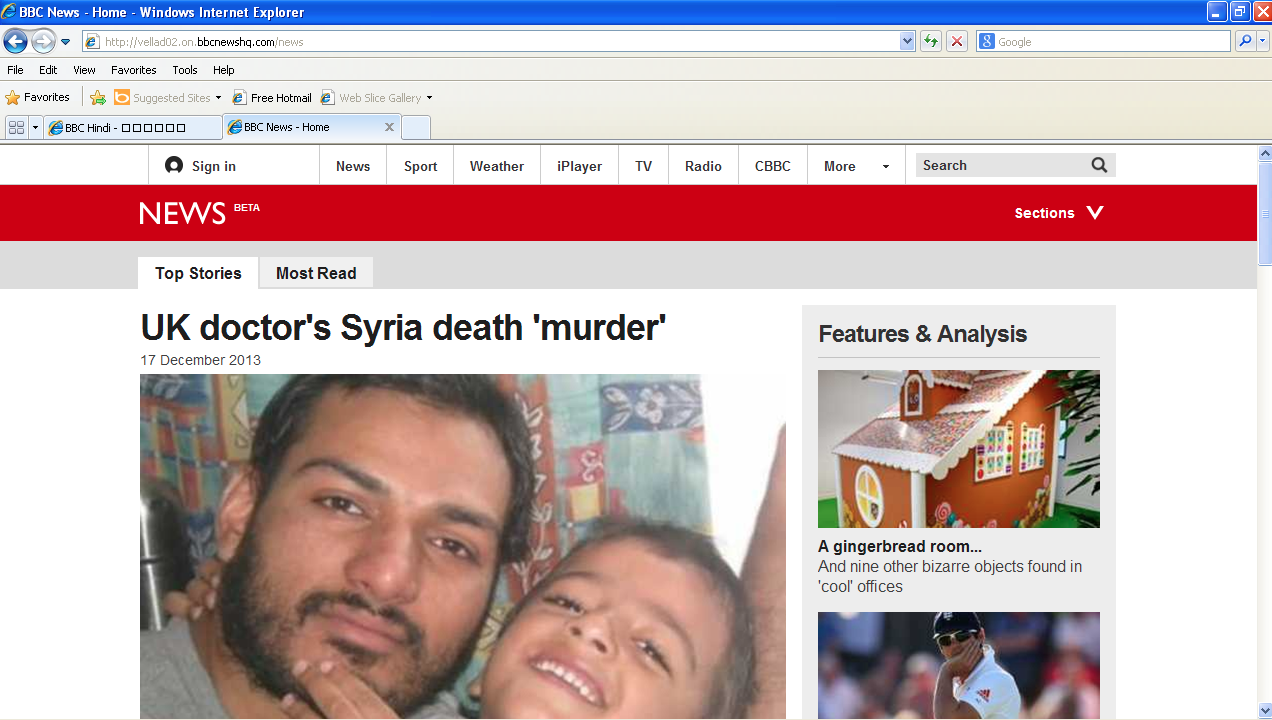 BBC News - Home - Windows Internet Explorer
http://vellad02.on.bbcnewshq.com/news
Google
File Edit View Favorites Tools Help
Favorites Suggested Sites Free Hotmail Web Slice Gallery
BBC Hindi - □□□□□□ BBC News - Home
Sign in News Sport Weather iPlayer TV Radio CBBC More Search
NEWS BETA
Sections
Top Stories Most Read
UK doctor's Syria death 'murder'
17 December 2013
Features & Analysis
A gingerbread room...
And nine other bizarre objects found in
'cool' offices